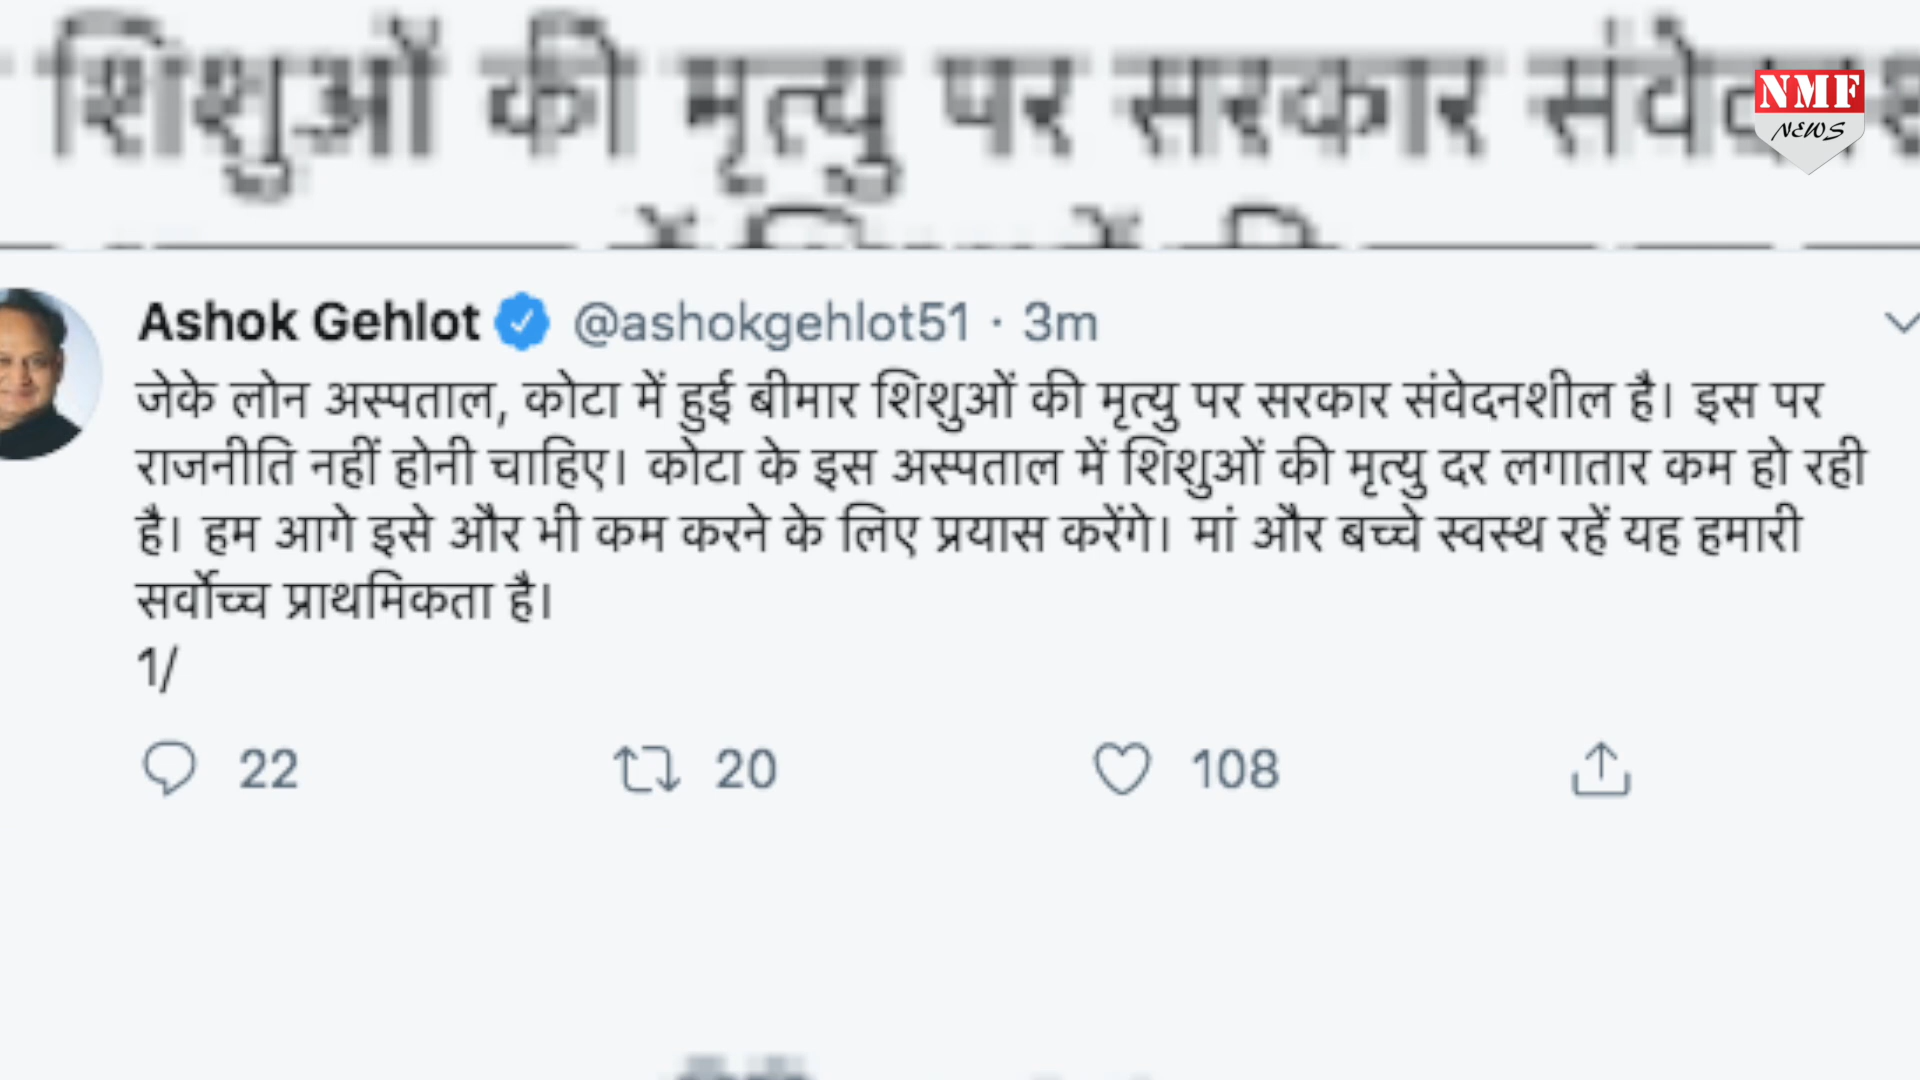 शिशुओं की मृत्यु पर सरकार
NMF
NEWS
Ashok Gehlot @ashokgehlot51 · 3m
जेके लोन अस्पताल, कोटा में हुई बीमार शिशुओं की मृत्यु पर सरकार संवेदनशील है। इस पर
राजनीति नहीं होनी चाहिए। कोटा के इस अस्पताल में शिशुओं की मृत्यु दर लगातार कम हो रही
है। हम आगे इसे और भी कम करने के लिए प्रयास करेंगे। मां और बच्चे स्वस्थ रहें यह हमारी
सर्वोच्च प्राथमिकता है।
1/
22 20 108